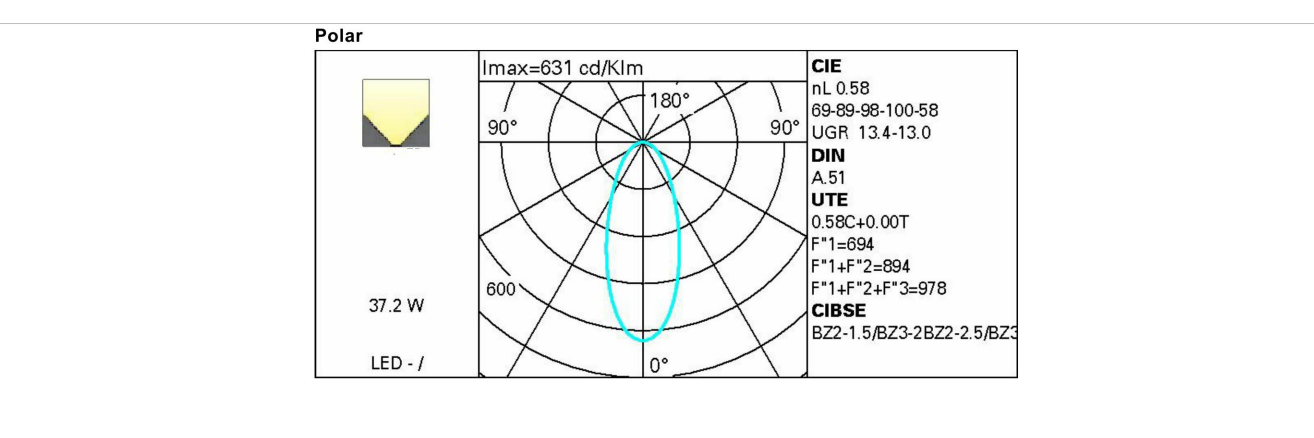 Polar
37.2 W
LED - /
Imax=631 cd/Klm
180°
90°
90°
600
0°
CIE
nL 0.58
69-89-98-100-58
UGR 13.4-13.0
DIN
A.51
UTE
0.58C+0.00T
F"1=694
F"1+F"2=894
F"1+F"2+F"3=978
CIBSE
BZ2-1.5/BZ3-2BZ2-2.5/BZ3